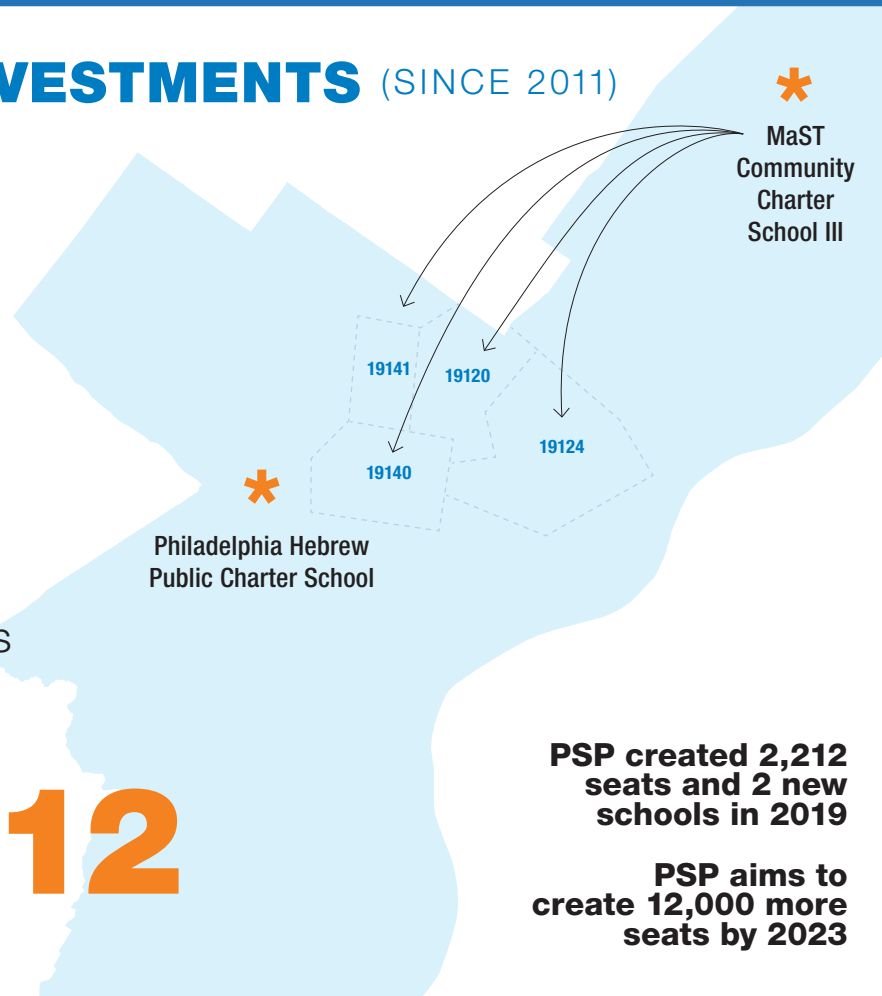 VESTMENTS (SINCE 2011)
*
MaST
Community
Charter
School III
19141
19120
19124
19140
*
Philadelphia Hebrew
Public Charter School
S
12
PSP created 2,212
seats and 2 new
schools in 2019
PSP aims to
create 12,000 more
seats by 2023